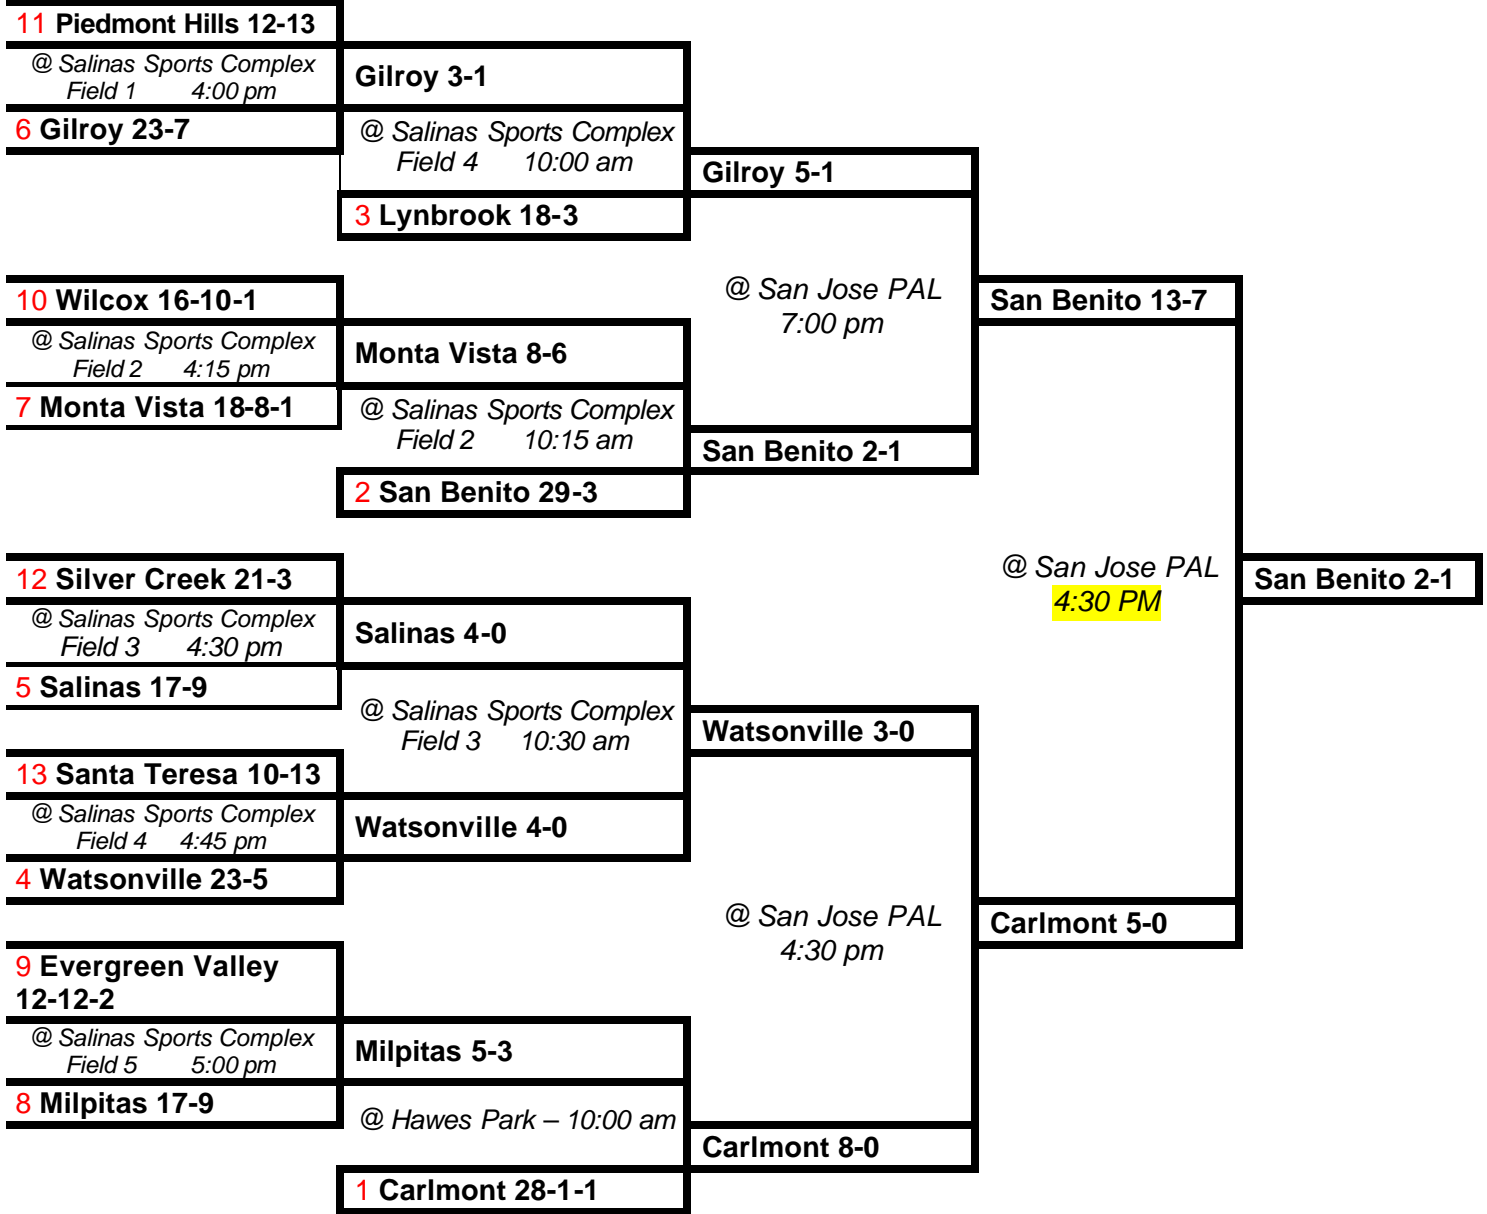 11 Piedmont Hills 12-13
@ Salinas Sports Complex
Field 1 4:00 pm
6 Gilroy 23-7
Gilroy 3-1
@ Salinas Sports Complex
Field 4 10:00 am
3 Lynbrook 18-3
Gilroy 5-1
10 Wilcox 16-10-1
@ Salinas Sports Complex
Field 2 4:15 pm
7 Monta Vista 18-8-1
Monta Vista 8-6
@ Salinas Sports Complex
Field 2 10:15 am
2 San Benito 29-3
San Benito 2-1
@ San Jose PAL
7:00 pm
San Benito 13-7
12 Silver Creek 21-3
@ Salinas Sports Complex
Field 3 4:30 pm
5 Salinas 17-9
Salinas 4-0
@ Salinas Sports Complex
Field 3 10:30 am
13 Santa Teresa 10-13
@ Salinas Sports Complex
Field 4 4:45 pm
4 Watsonville 23-5
Watsonville 4-0
Watsonville 3-0
9 Evergreen Valley
12-12-2
@ Salinas Sports Complex
Field 5 5:00 pm
8 Milpitas 17-9
Milpitas 5-3
@ Hawes Park – 10:00 am
1 Carlmont 28-1-1
Carlmont 8-0
@ San Jose PAL
4:30 pm
Carlmont 5-0
@ San Jose PAL
4:30 PM
San Benito 2-1